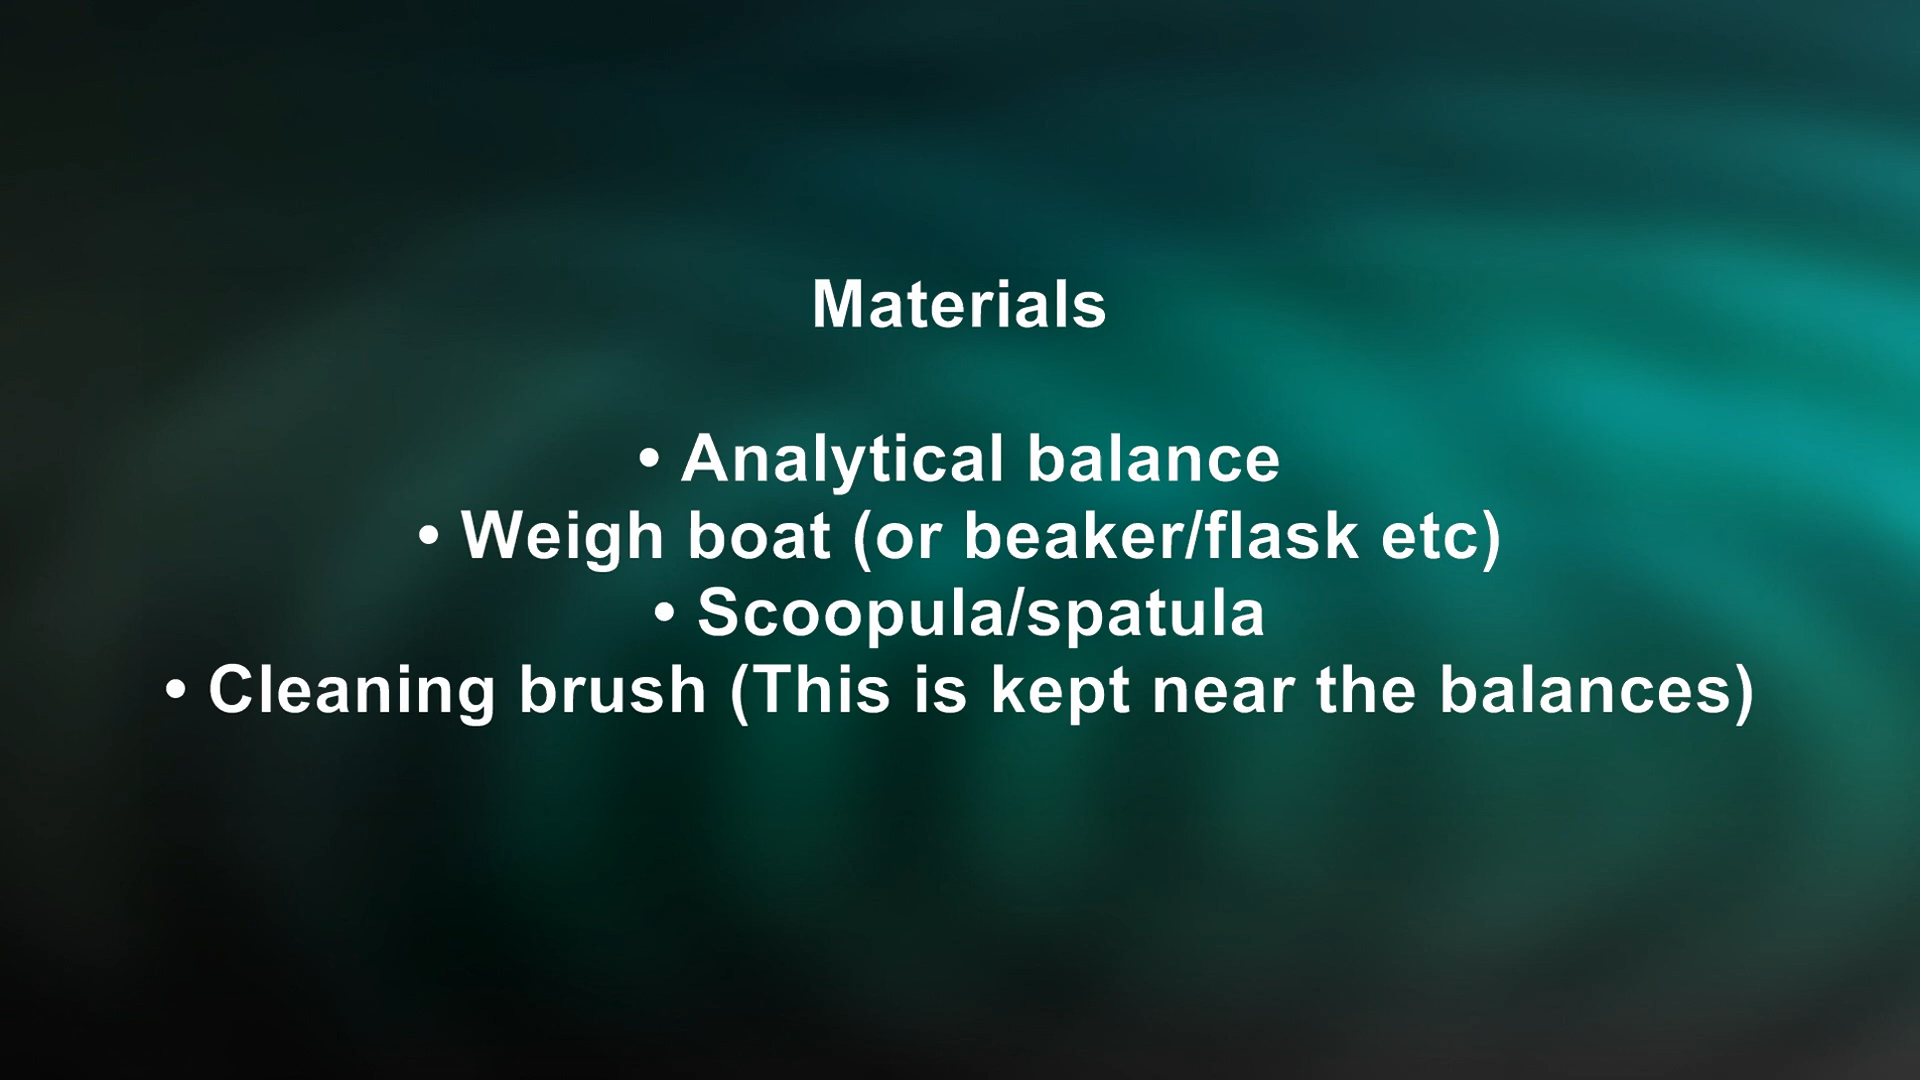 Materials
• Analytical balance
• Weigh boat (or beaker/flask etc)
• Scoopula/spatula
• Cleaning brush (This is kept near the balances)